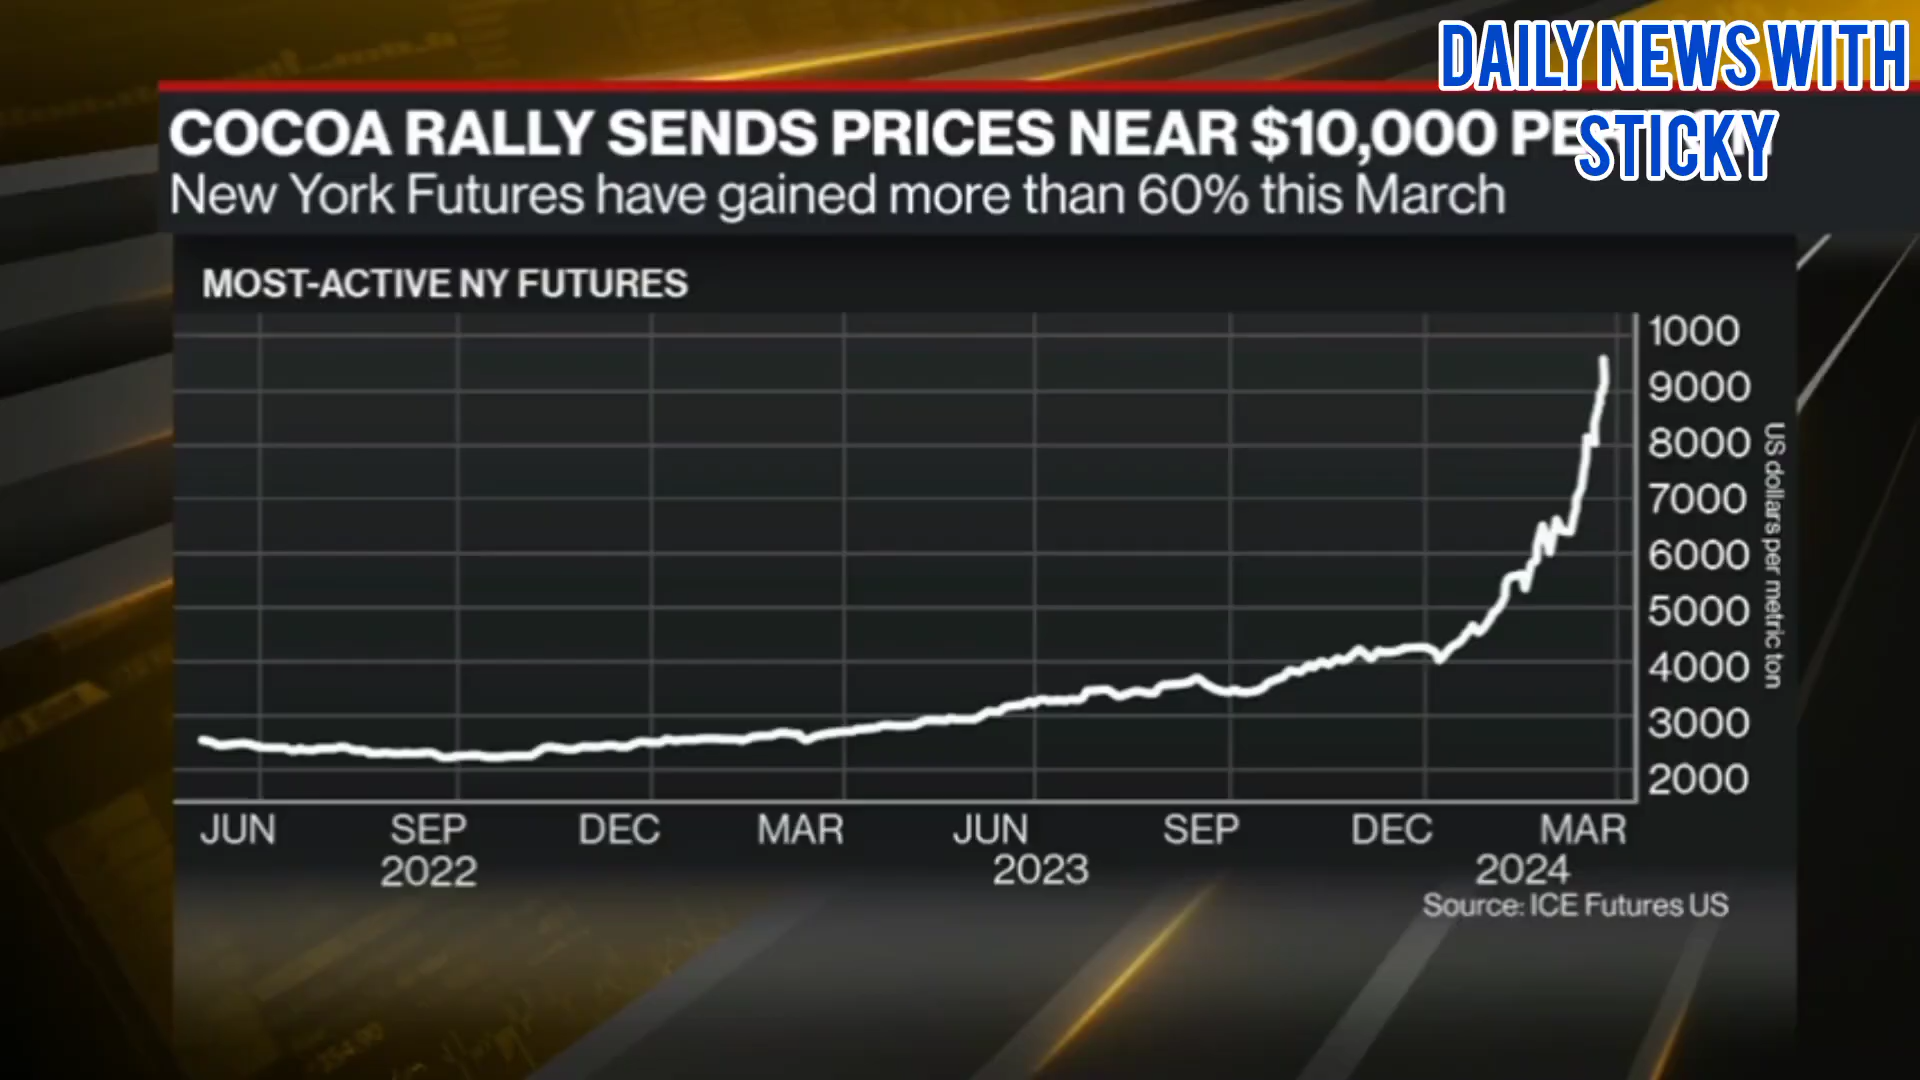 DAILY NEWS WITH
STICKY
COCOA RALLY SENDS PRICES NEAR $10,000
New York Futures have gained more than 60% this March
MOST-ACTIVE NY FUTURES
1000
9000
8000
7000
6000
5000
4000
3000
2000
US dollars per metric ton
JUN SEP DEC MAR JUN SEP DEC MAR
2022 2023 2024
Source: ICE Futures US